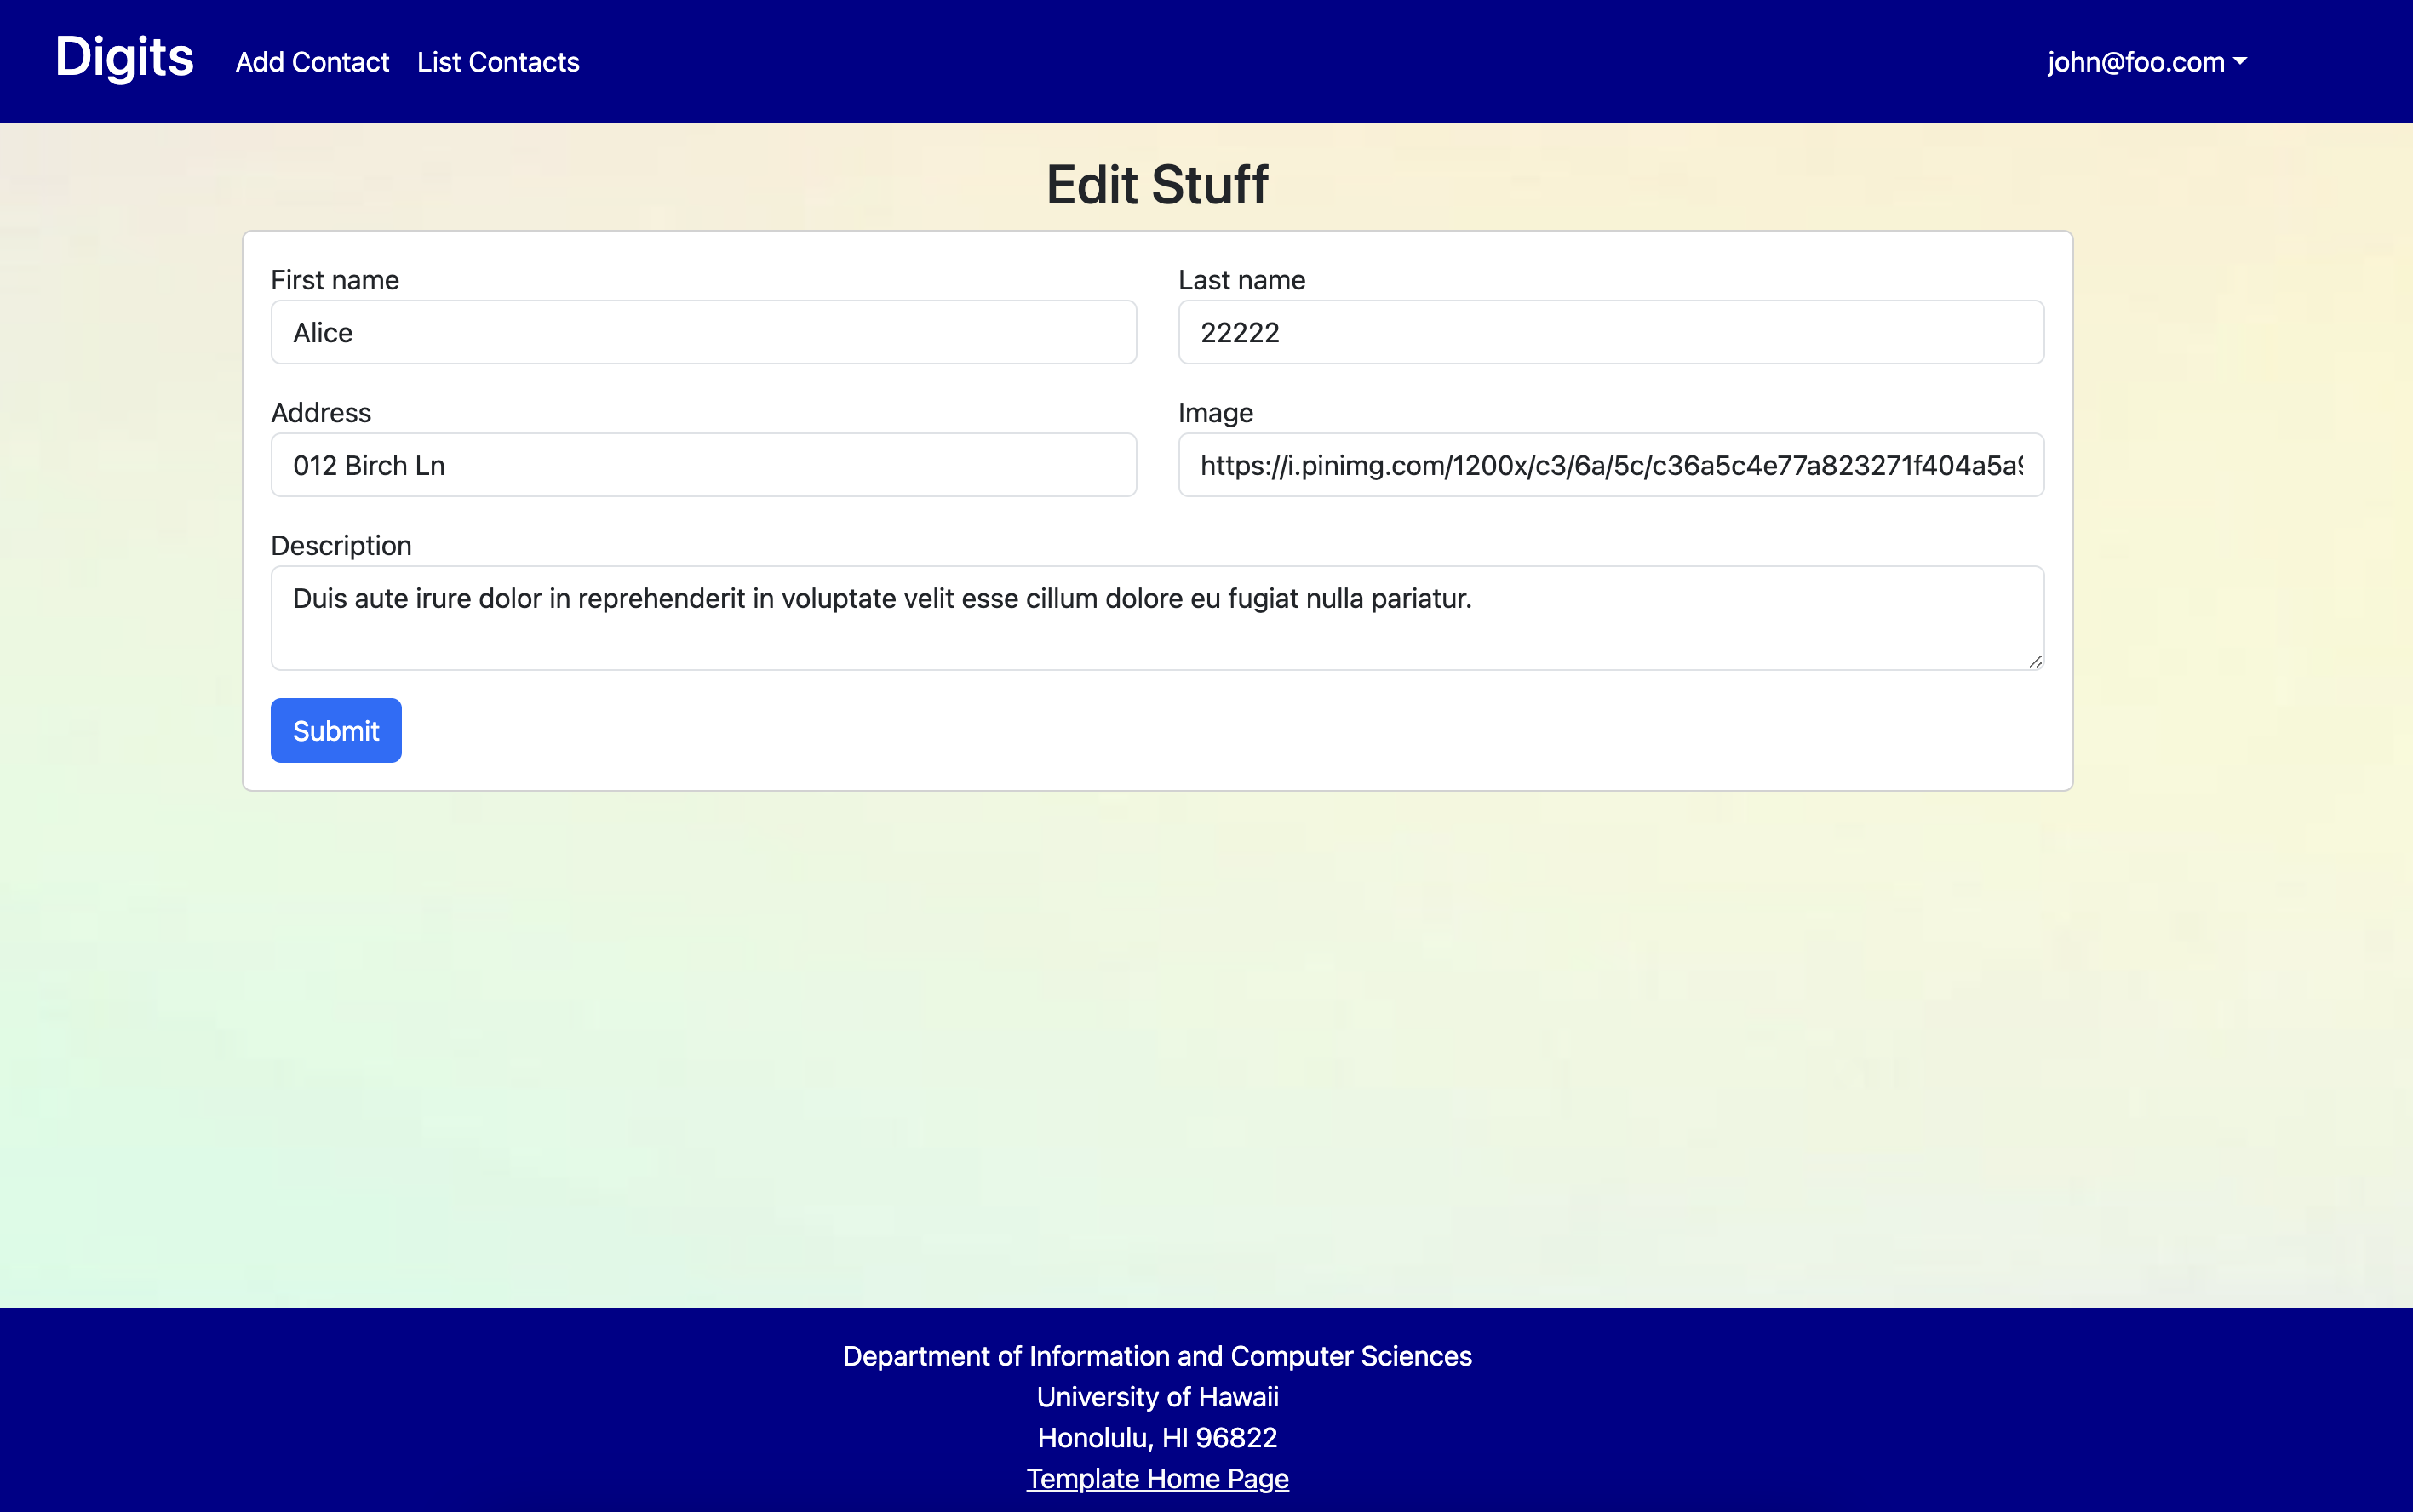 Digits Add Contact List Contacts john@foo.com
Edit Stuff
First name Last name
Alice 22222
Address Image
012 Birch Ln https://i.pinimg.com/1200x/c3/6a/5c/c36a5c4e77a823271f404a5a9
Description
Duis aute irure dolor in reprehenderit in voluptate velit esse cillum dolore eu fugiat nulla pariatur.
Submit
Department of Information and Computer Sciences
University of Hawaii
Honolulu, HI 96822
Template Home Page